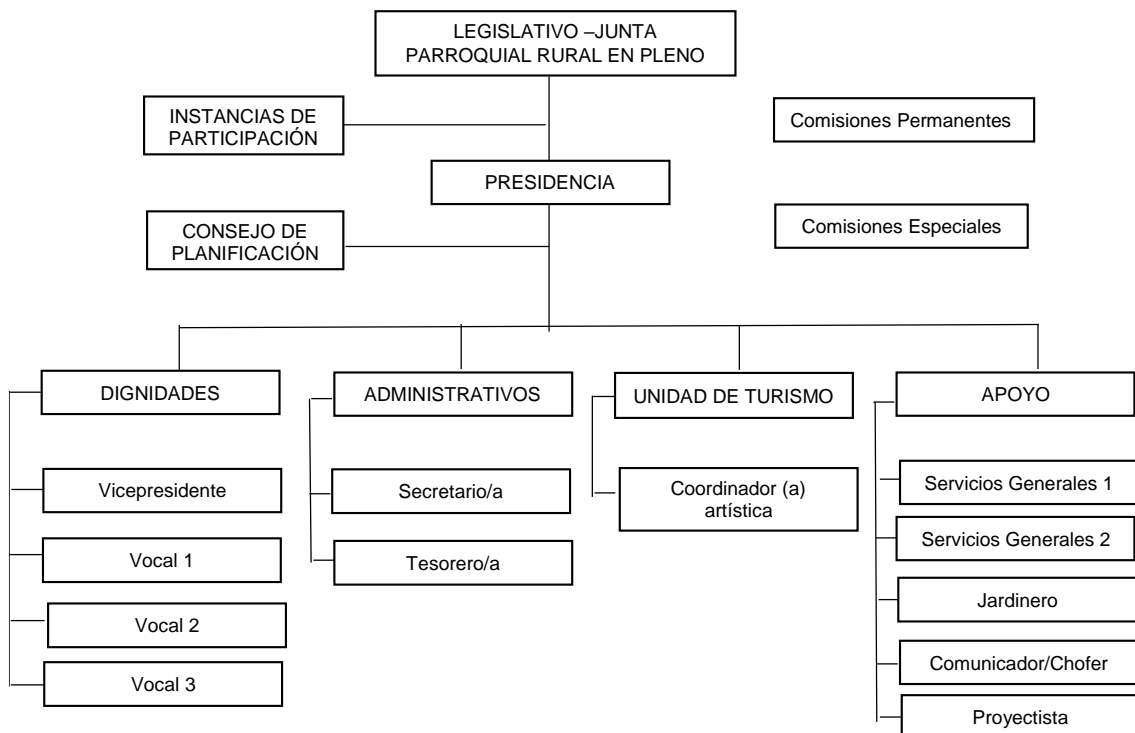 LEGISLATIVO –JUNTA
PARROQUIAL RURAL EN PLENO
INSTANCIAS DE
PARTICIPACIÓN
Comisiones Permanentes
PRESIDENCIA
CONSEJO DE
PLANIFICACIÓN
Comisiones Especiales
DIGNIDADES
ADMINISTRATIVOS
UNIDAD DE TURISMO
APOYO
Vicepresidente
Vocal 1
Vocal 2
Vocal 3
Secretario/a
Tesorero/a
Coordinador (a)
artística
Servicios Generales 1
Servicios Generales 2
Jardinero
Comunicador/Chofer
Proyectista